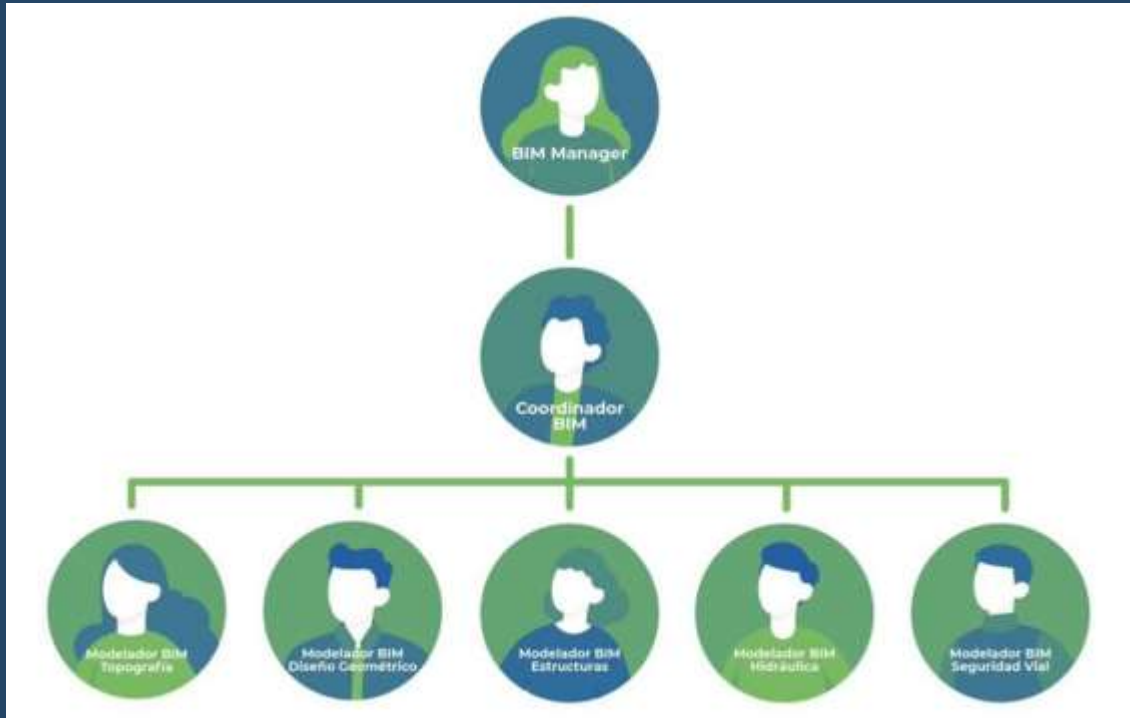 BIM Manager
Coordinador
BIM
Modelador BIM
Topografía
Modelador BIM
Diseño Geométrico
Modelador BIM
Estructuras
Modelador BIM
Hidráulica
Modelador BIM
Seguridad Vial